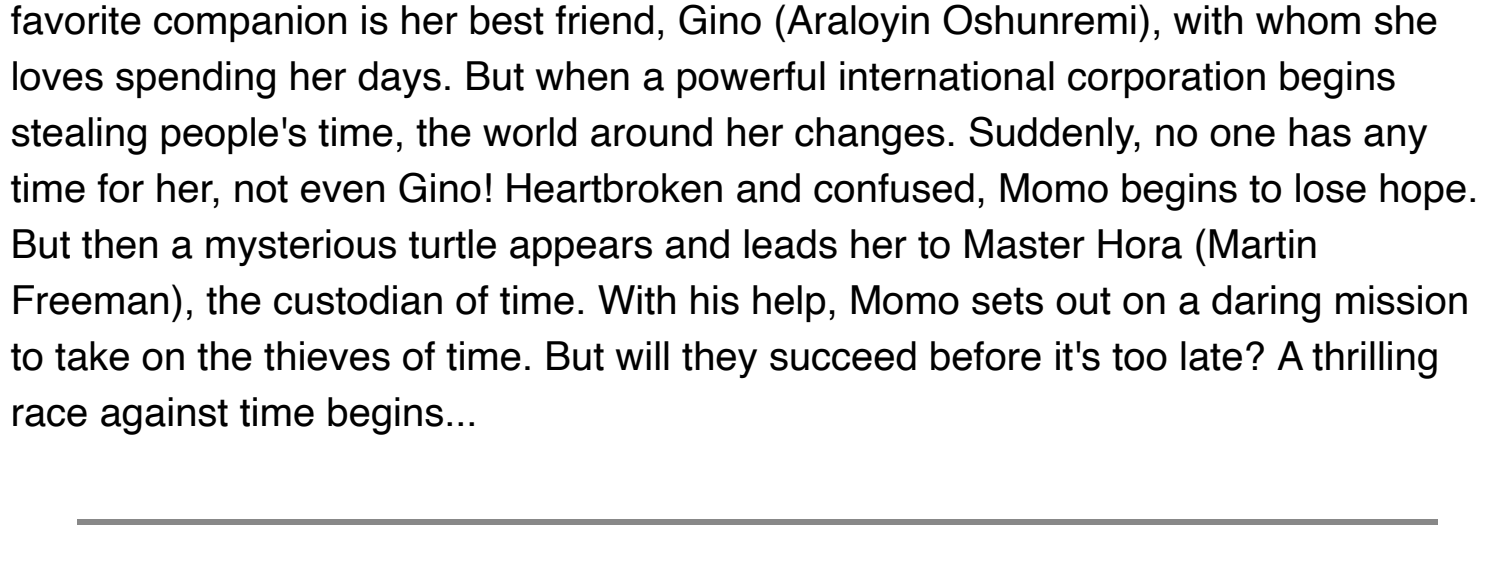 favorite companion is her best friend, Gino (Araloyin Oshunremi), with whom she
loves spending her days. But when a powerful international corporation begins
stealing people's time, the world around her changes. Suddenly, no one has any
time for her, not even Gino! Heartbroken and confused, Momo begins to lose hope.
But then a mysterious turtle appears and leads her to Master Hora (Martin
Freeman), the custodian of time. With his help, Momo sets out on a daring mission
to take on the thieves of time. But will they succeed before it's too late? A thrilling
race against time begins...